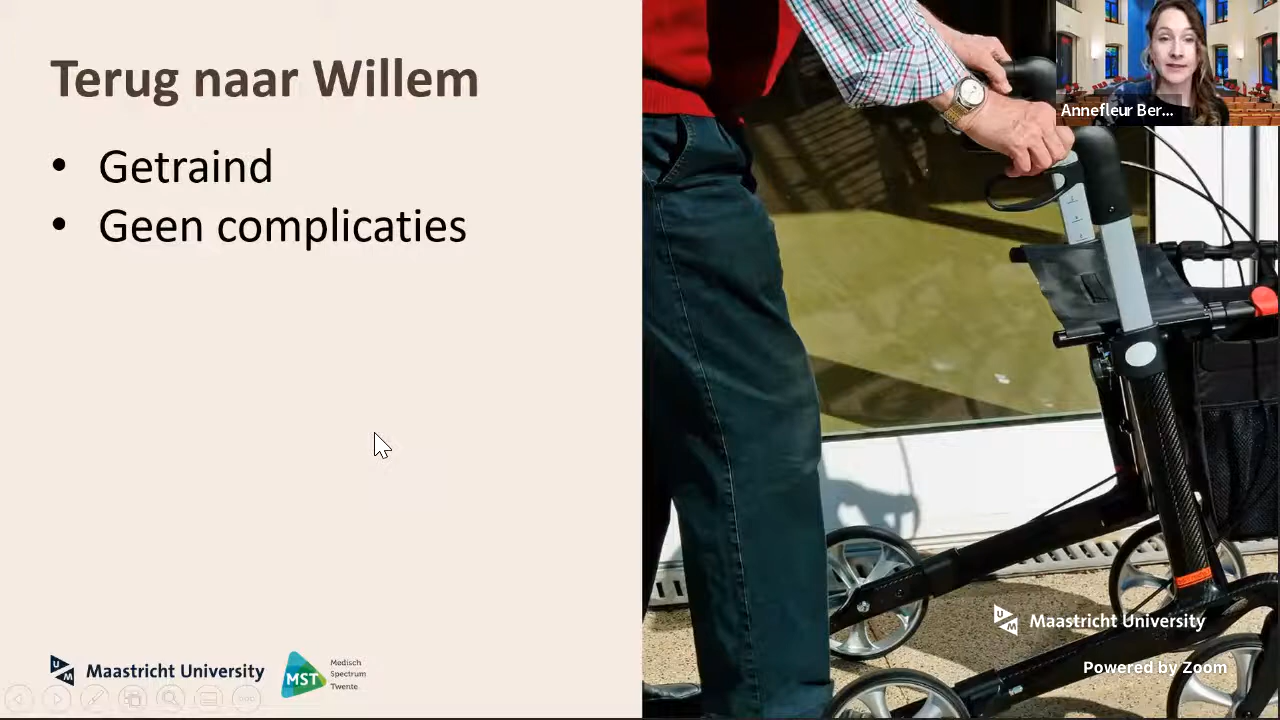 Terug naar Willem
• Getraind
• Geen complicaties
Annefleur Ber...
Maastricht University
Powered by Zoom
UM
Maastricht University
MST
Medisch
Spectrum
Twente